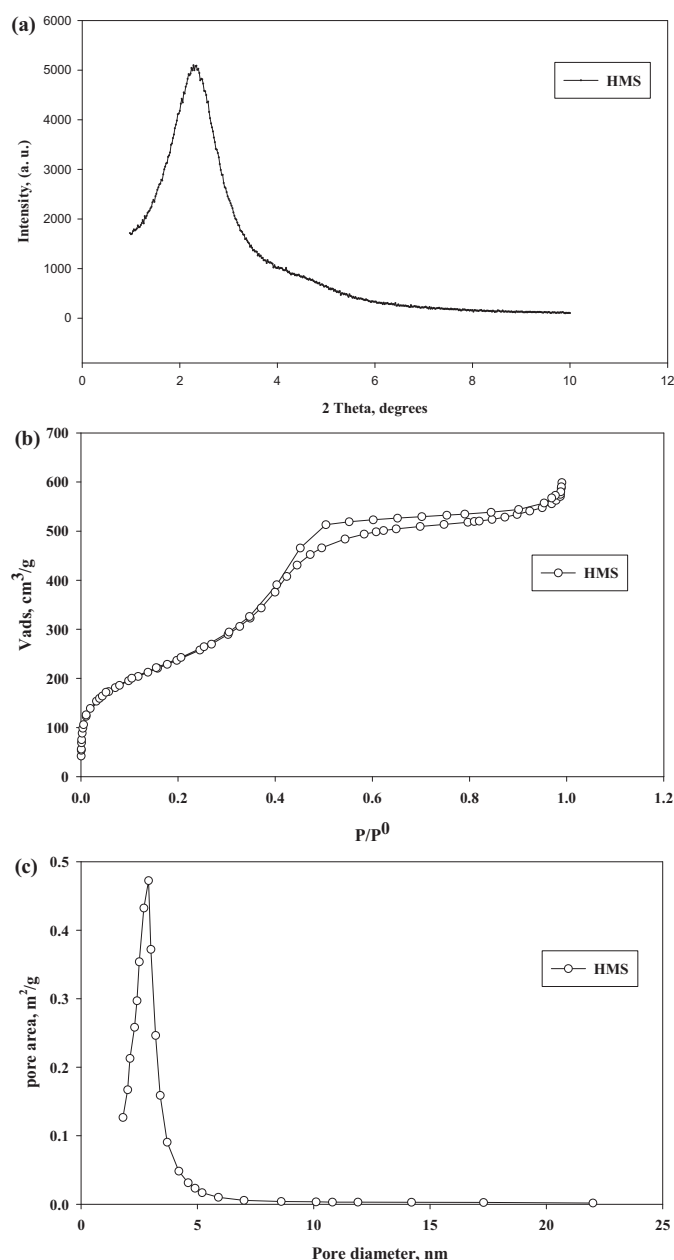 (a)
6000
5000
4000
3000
2000
1000
0
Intensity, (a. u.)
HMS
0 2 4 6 8 10 12
2 Theta, degrees
(b)
700
600
500
400
300
200
100
0
Vads, cm³/g
HMS
0.0 0.2 0.4 0.6 0.8 1.0 1.2
P/P⁰
(c)
0.5
0.4
0.3
0.2
0.1
0.0
pore area, m²/g
HMS
0 5 10 15 20 25
Pore diameter, nm